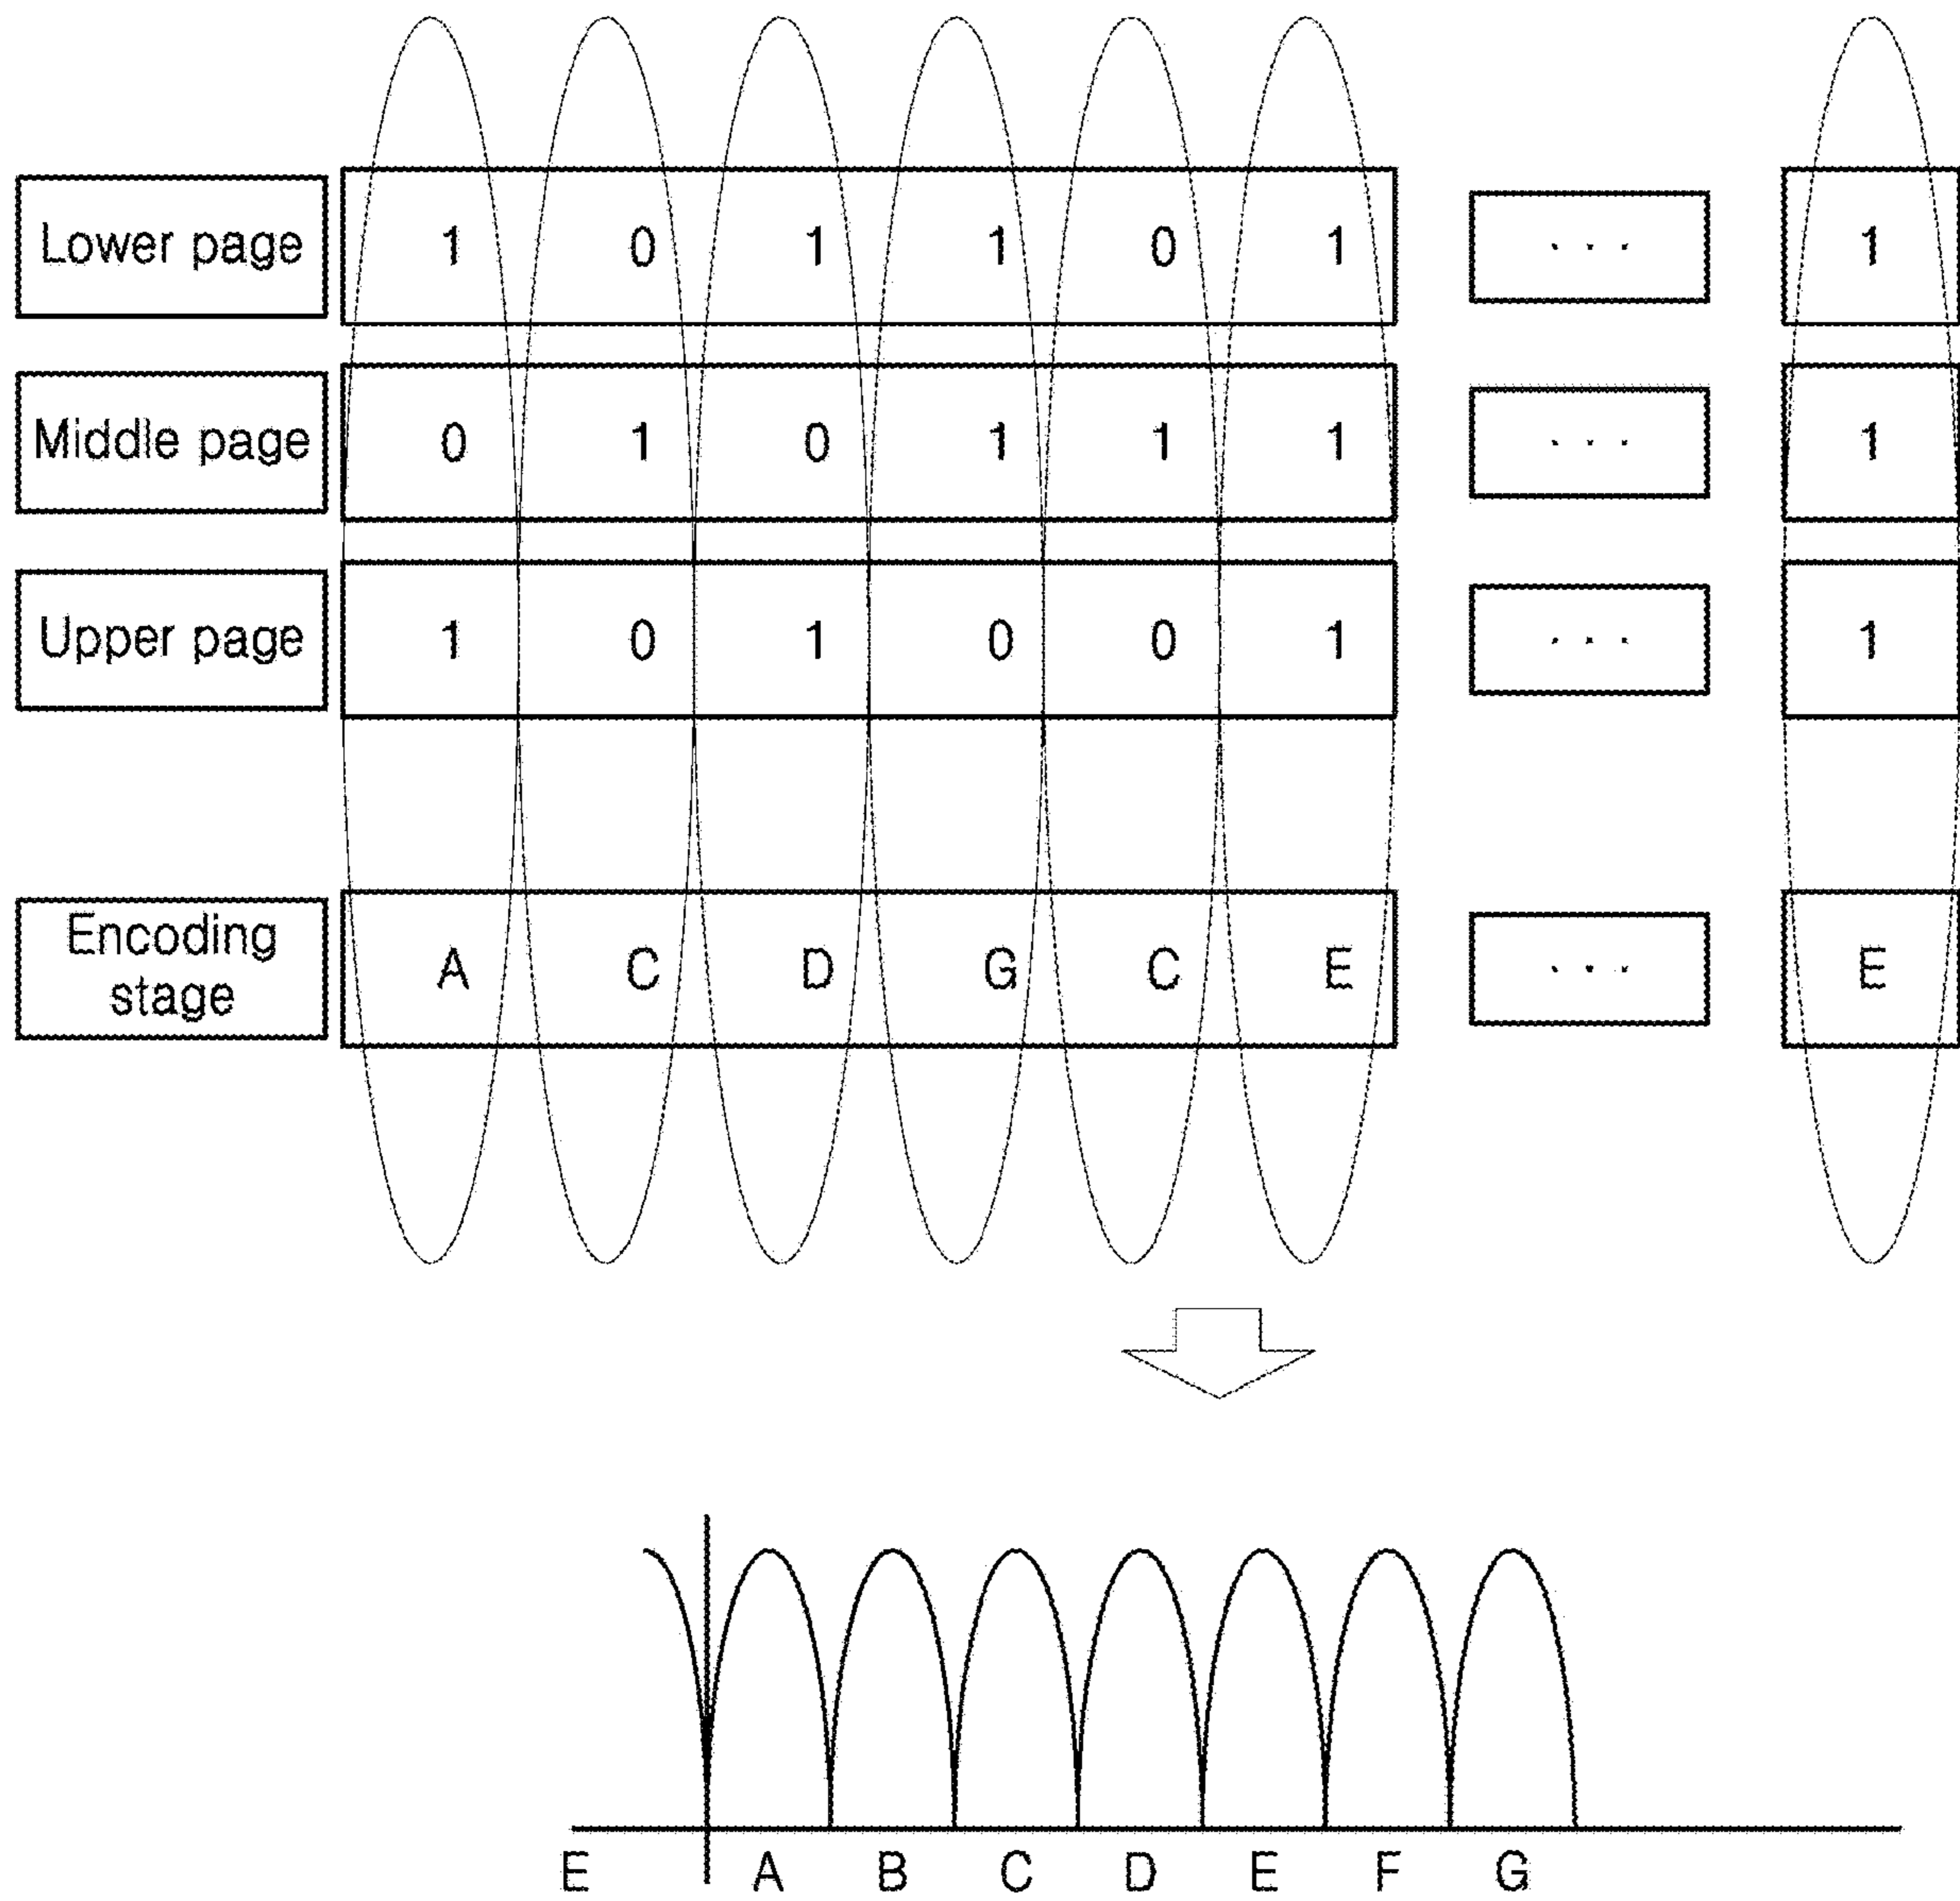 Lower page 1 0 1 1 0 1 ... 1
Middle page 0 1 0 1 1 1 ... 1
Upper page 1 0 1 0 0 1 ... 1
Encoding
stage
A C D G C E ... E
E A B C D E F G